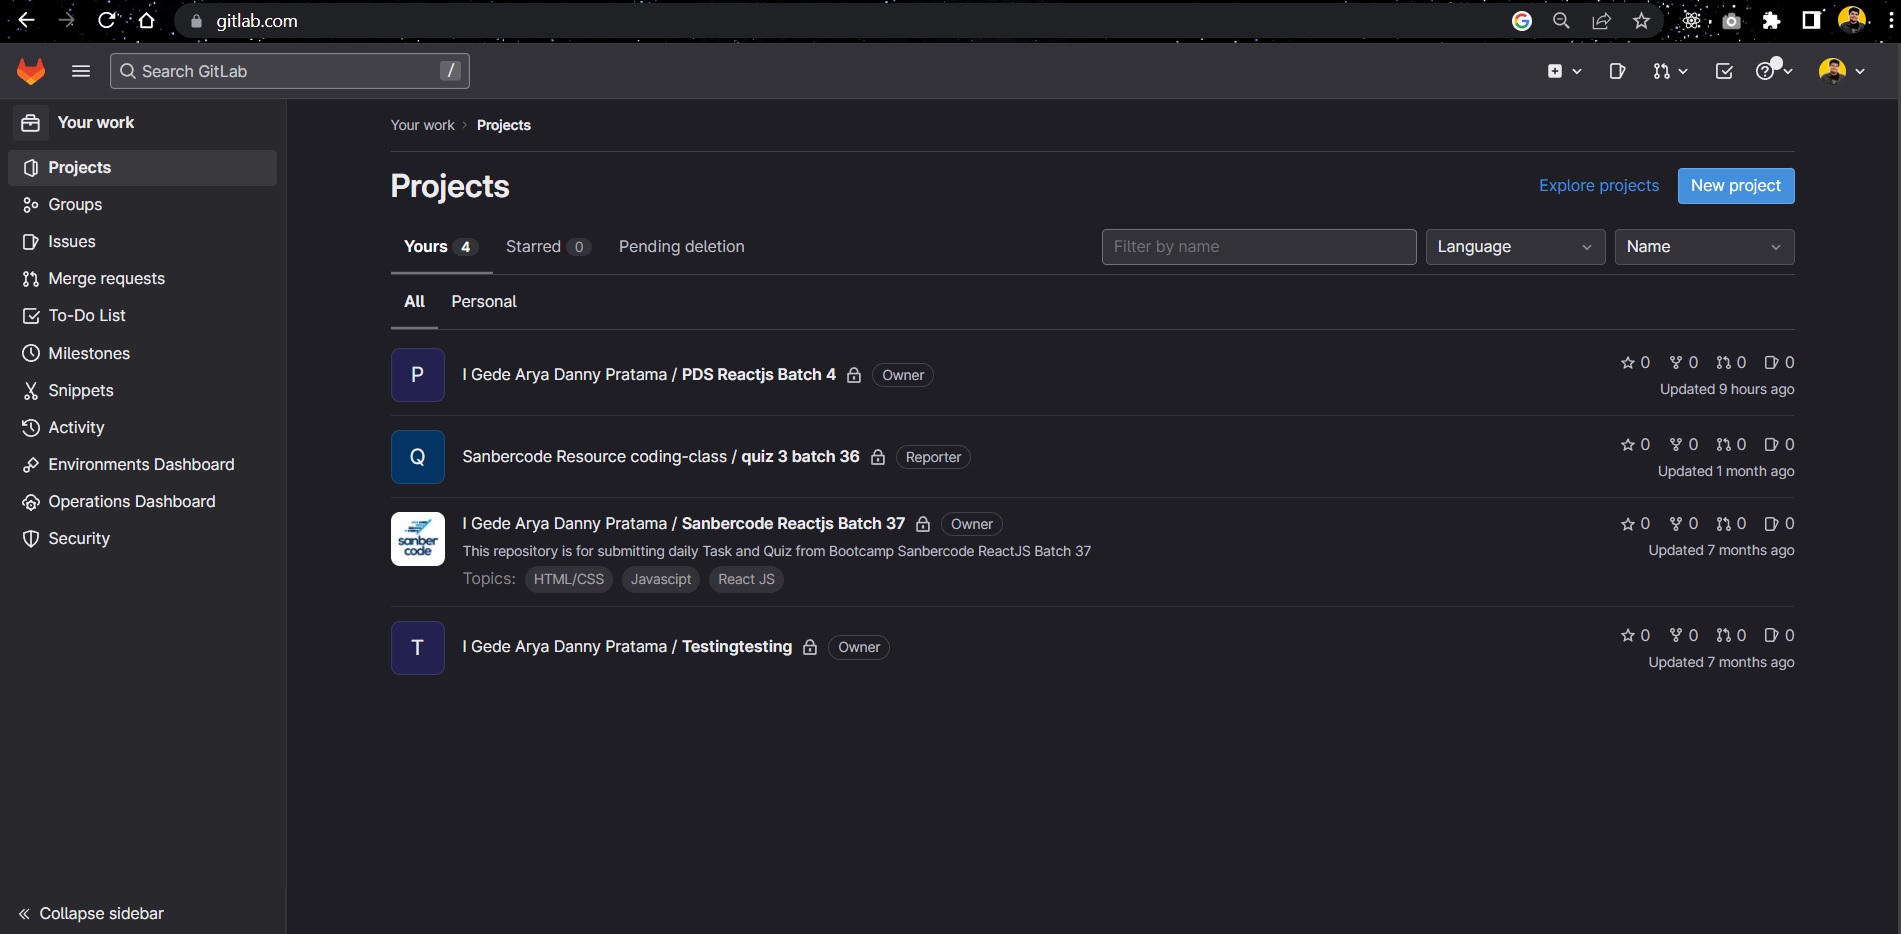 gitlab.com
Search GitLab /
Your work
Projects
Groups
Issues
Merge requests
To-Do List
Milestones
Snippets
Activity
Environments Dashboard
Operations Dashboard
Security
Collapse sidebar
Your work › Projects
Projects
Explore projects New project
Yours 4 Starred 0 Pending deletion Filter by name Language Name
All Personal
P I Gede Arya Danny Pratama / PDS Reactjs Batch 4 Owner 0 0 0 0
Updated 9 hours ago
Q Sanbercode Resource coding-class / quiz 3 batch 36 Reporter 0 0 0 0
Updated 1 month ago
sanber
code
I Gede Arya Danny Pratama / Sanbercode Reactjs Batch 37 Owner 0 0 0 0
This repository is for submitting daily Task and Quiz from Bootcamp Sanbercode ReactJS Batch 37 Updated 7 months ago
Topics: HTML/CSS Javascipt React JS
T I Gede Arya Danny Pratama / Testingtesting Owner 0 0 0 0
Updated 7 months ago